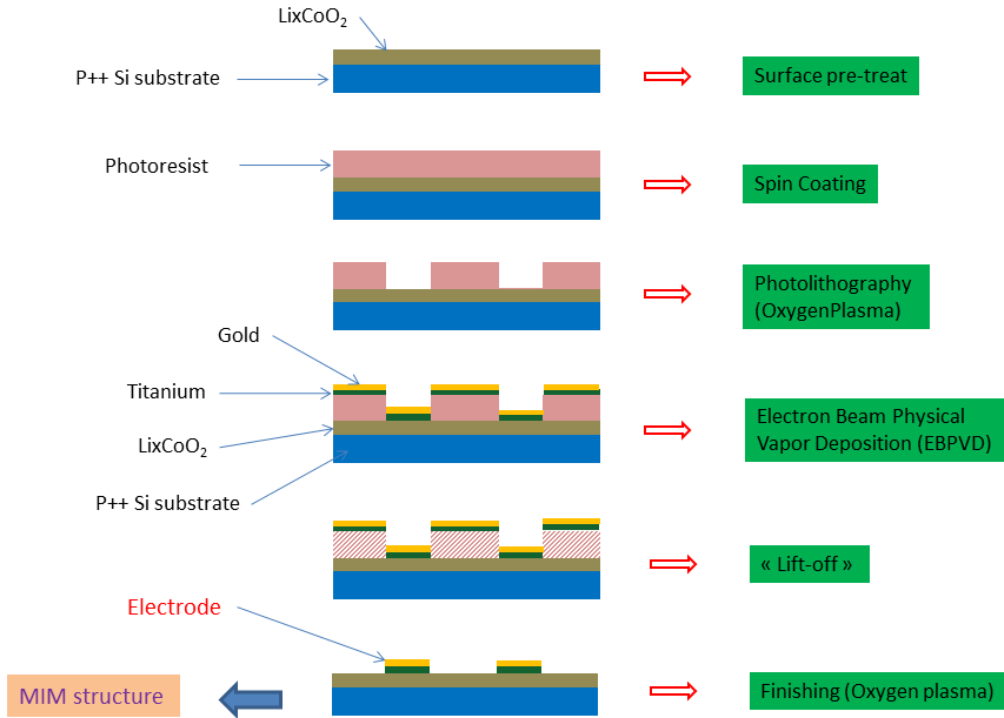 LixCoO₂
P++ Si substrate
Surface pre-treat
Photoresist
Spin Coating
Photolithography
(OxygenPlasma)
Gold
Titanium
LixCoO₂
P++ Si substrate
Electron Beam Physical
Vapor Deposition (EBPVD)
« Lift-off »
Electrode
MIM structure
Finishing (Oxygen plasma)